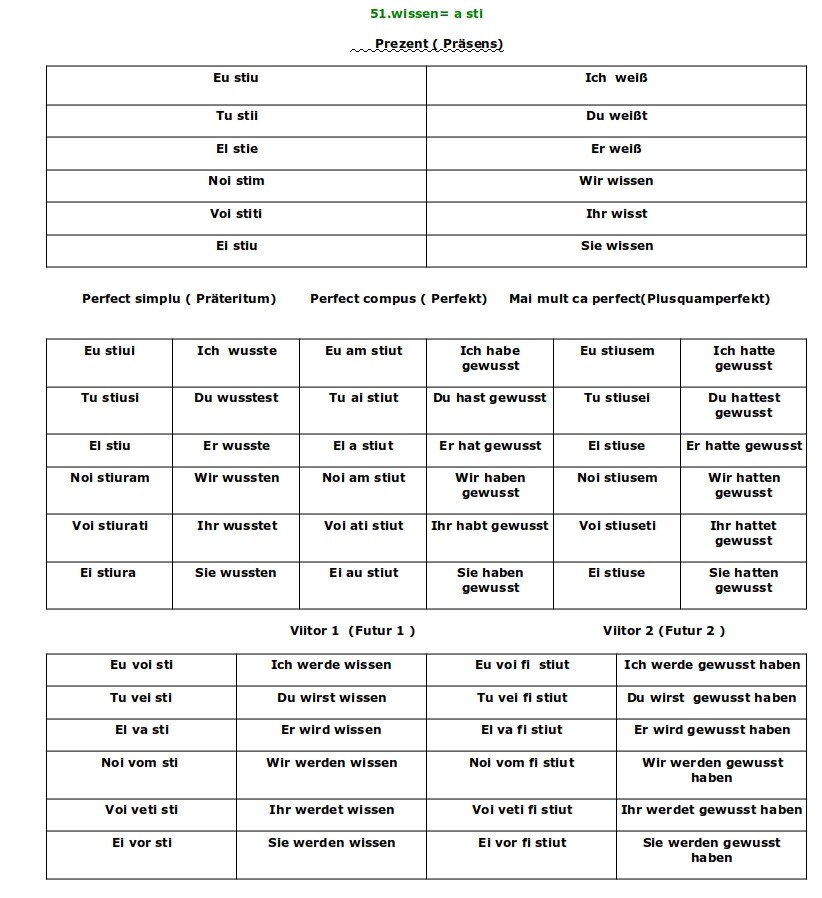 51.wissen= a sti
Prezent ( Präsens)
Eu stiu Ich weiß
Tu stii Du weißt
El stie Er weiß
Noi stim Wir wissen
Voi stiti Ihr wisst
Ei stiu Sie wissen
Perfect simplu ( Präteritum) Perfect compus ( Perfekt) Mai mult ca perfect(Plusquamperfekt)
Eu stiui Ich wusste Eu am stiut Ich habe gewusst Eu stiusem Ich hatte gewusst
Tu stiusi Du wusstest Tu ai stiut Du hast gewusst Tu stiusei Du hattest gewusst
El stiu Er wusste El a stiut Er hat gewusst El stiuse Er hatte gewusst
Noi stiuram Wir wussten Noi am stiut Wir haben gewusst Noi stiusem Wir hatten gewusst
Voi stiurati Ihr wusstet Voi ati stiut Ihr habt gewusst Voi stiuseti Ihr hattet gewusst
Ei stiura Sie wussten Ei au stiut Sie haben gewusst Ei stiuse Sie hatten gewusst
Viitor 1 (Futur 1 ) Viitor 2 (Futur 2 )
Eu voi sti Ich werde wissen Eu voi fi stiut Ich werde gewusst haben
Tu vei sti Du wirst wissen Tu vei fi stiut Du wirst gewusst haben
El va sti Er wird wissen El va fi stiut Er wird gewusst haben
Noi vom sti Wir werden wissen Noi vom fi stiut Wir werden gewusst haben
Voi veti sti Ihr werdet wissen Voi veti fi stiut Ihr werdet gewusst haben
Ei vor sti Sie werden wissen Ei vor fi stiut Sie werden gewusst haben